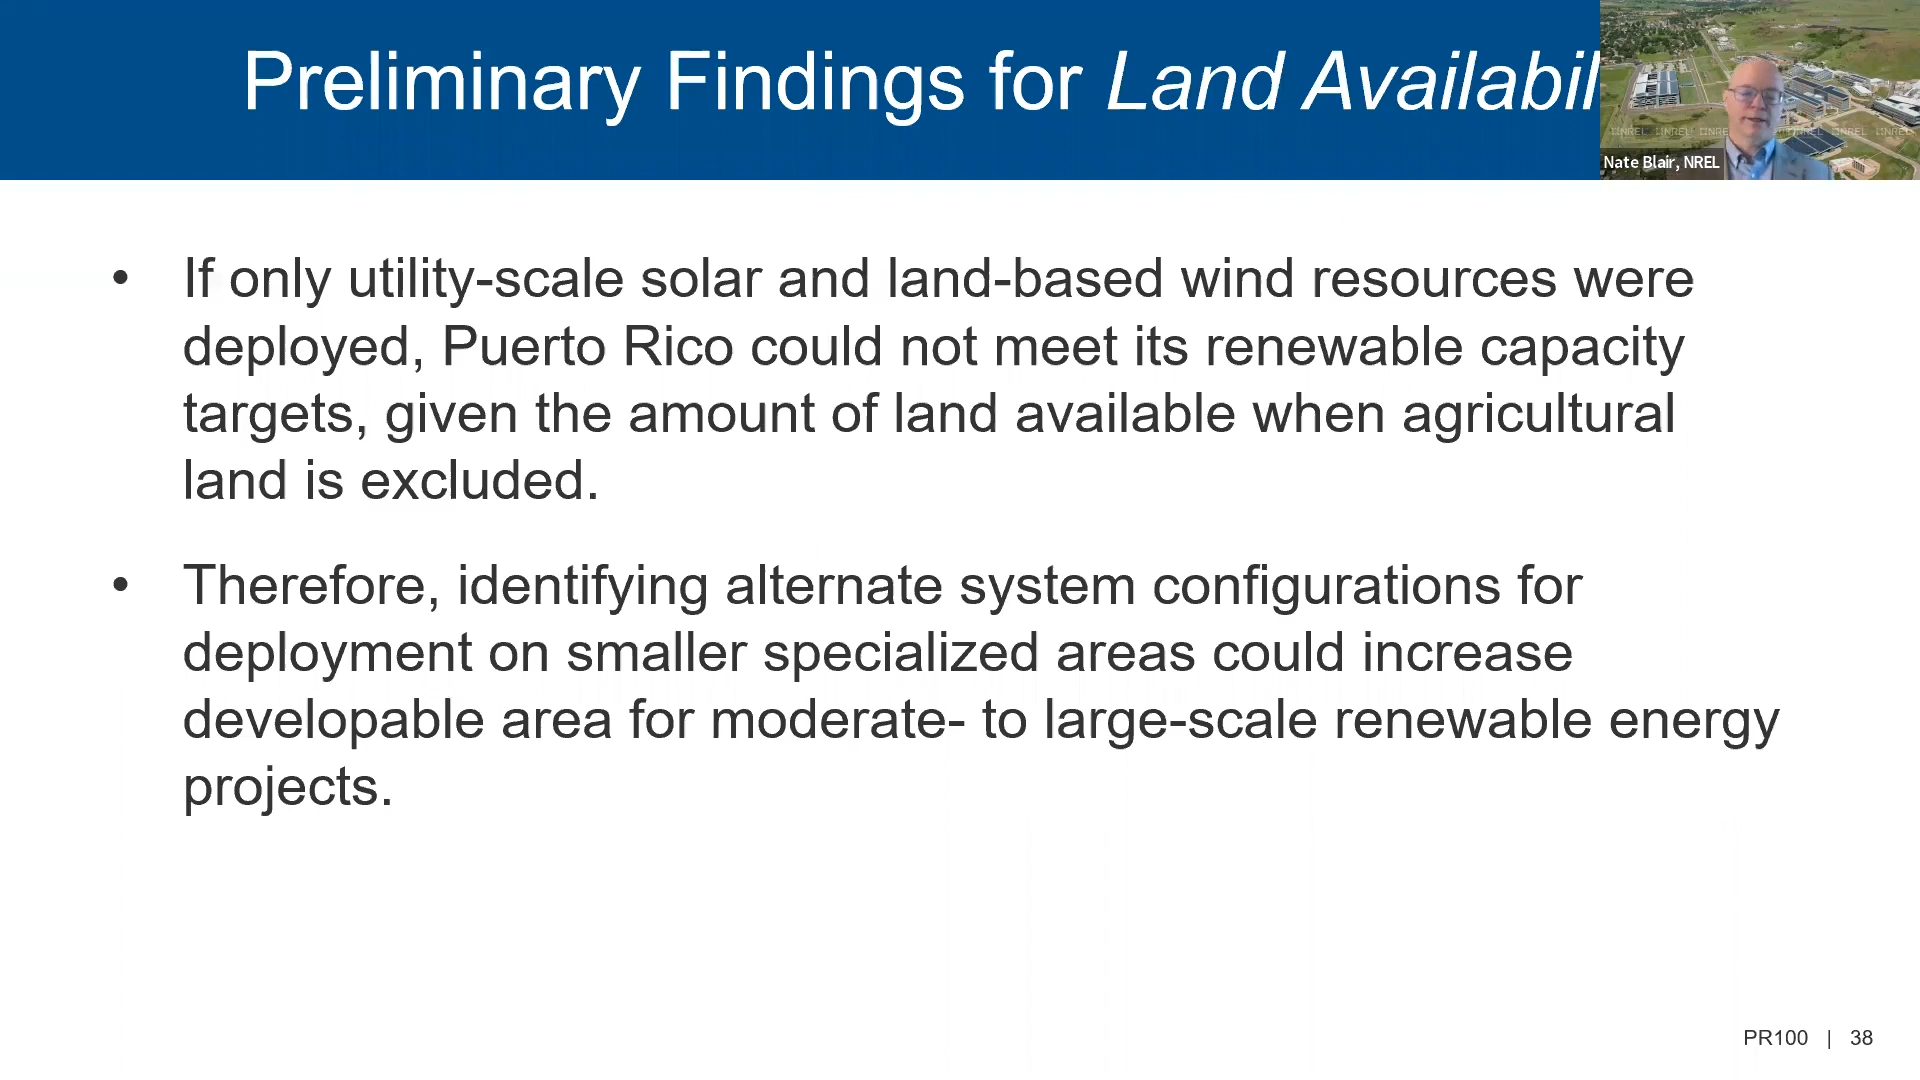 Preliminary Findings for Land Availabil
Nate Blair, NREL
• If only utility-scale solar and land-based wind resources were
deployed, Puerto Rico could not meet its renewable capacity
targets, given the amount of land available when agricultural
land is excluded.
• Therefore, identifying alternate system configurations for
deployment on smaller specialized areas could increase
developable area for moderate- to large-scale renewable energy
projects.
PR100 | 38